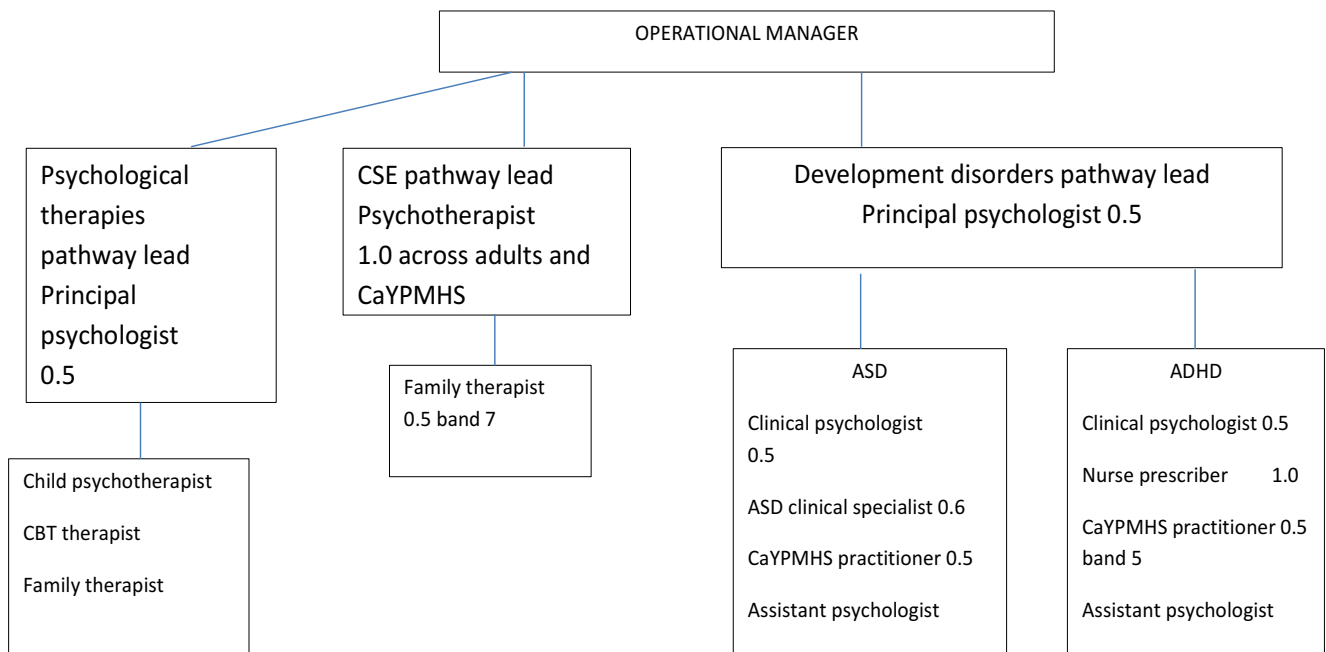 OPERATIONAL MANAGER
Psychological
therapies
pathway lead
Principal
psychologist
0.5
CSE pathway lead
Psychotherapist
1.0 across adults and
CaYPMHS
Development disorders pathway lead
Principal psychologist 0.5
Family therapist
0.5 band 7
Child psychotherapist
CBT therapist
Family therapist
ASD
Clinical psychologist
0.5
ASD clinical specialist 0.6
CaYPMHS practitioner 0.5
Assistant psychologist
ADHD
Clinical psychologist 0.5
Nurse prescriber 1.0
CaYPMHS practitioner 0.5
band 5
Assistant psychologist